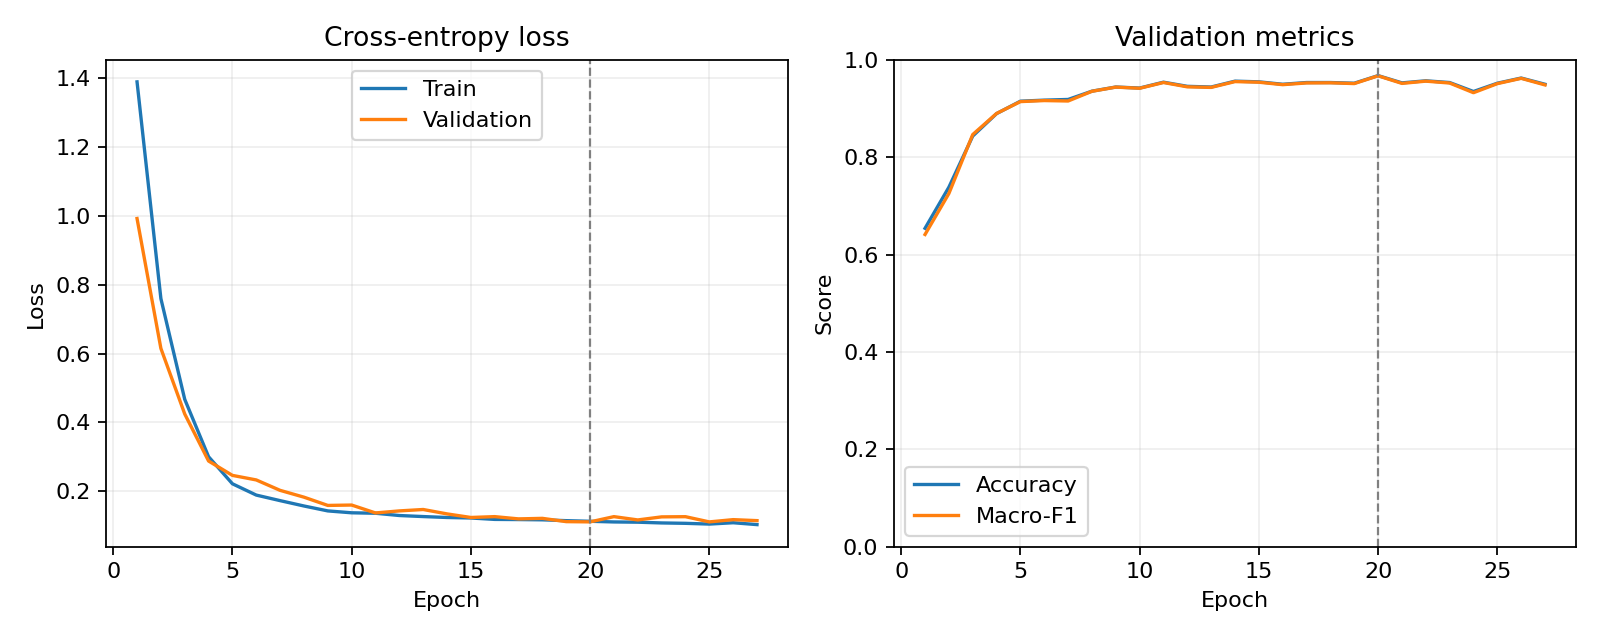 Cross-entropy loss
Train
Validation
1.4
1.2
1.0
0.8
0.6
0.4
0.2
Loss
0 5 10 15 20 25
Epoch
Validation metrics
1.0
0.8
0.6
0.4
0.2
0.0
Score
Accuracy
Macro-F1
0 5 10 15 20 25
Epoch